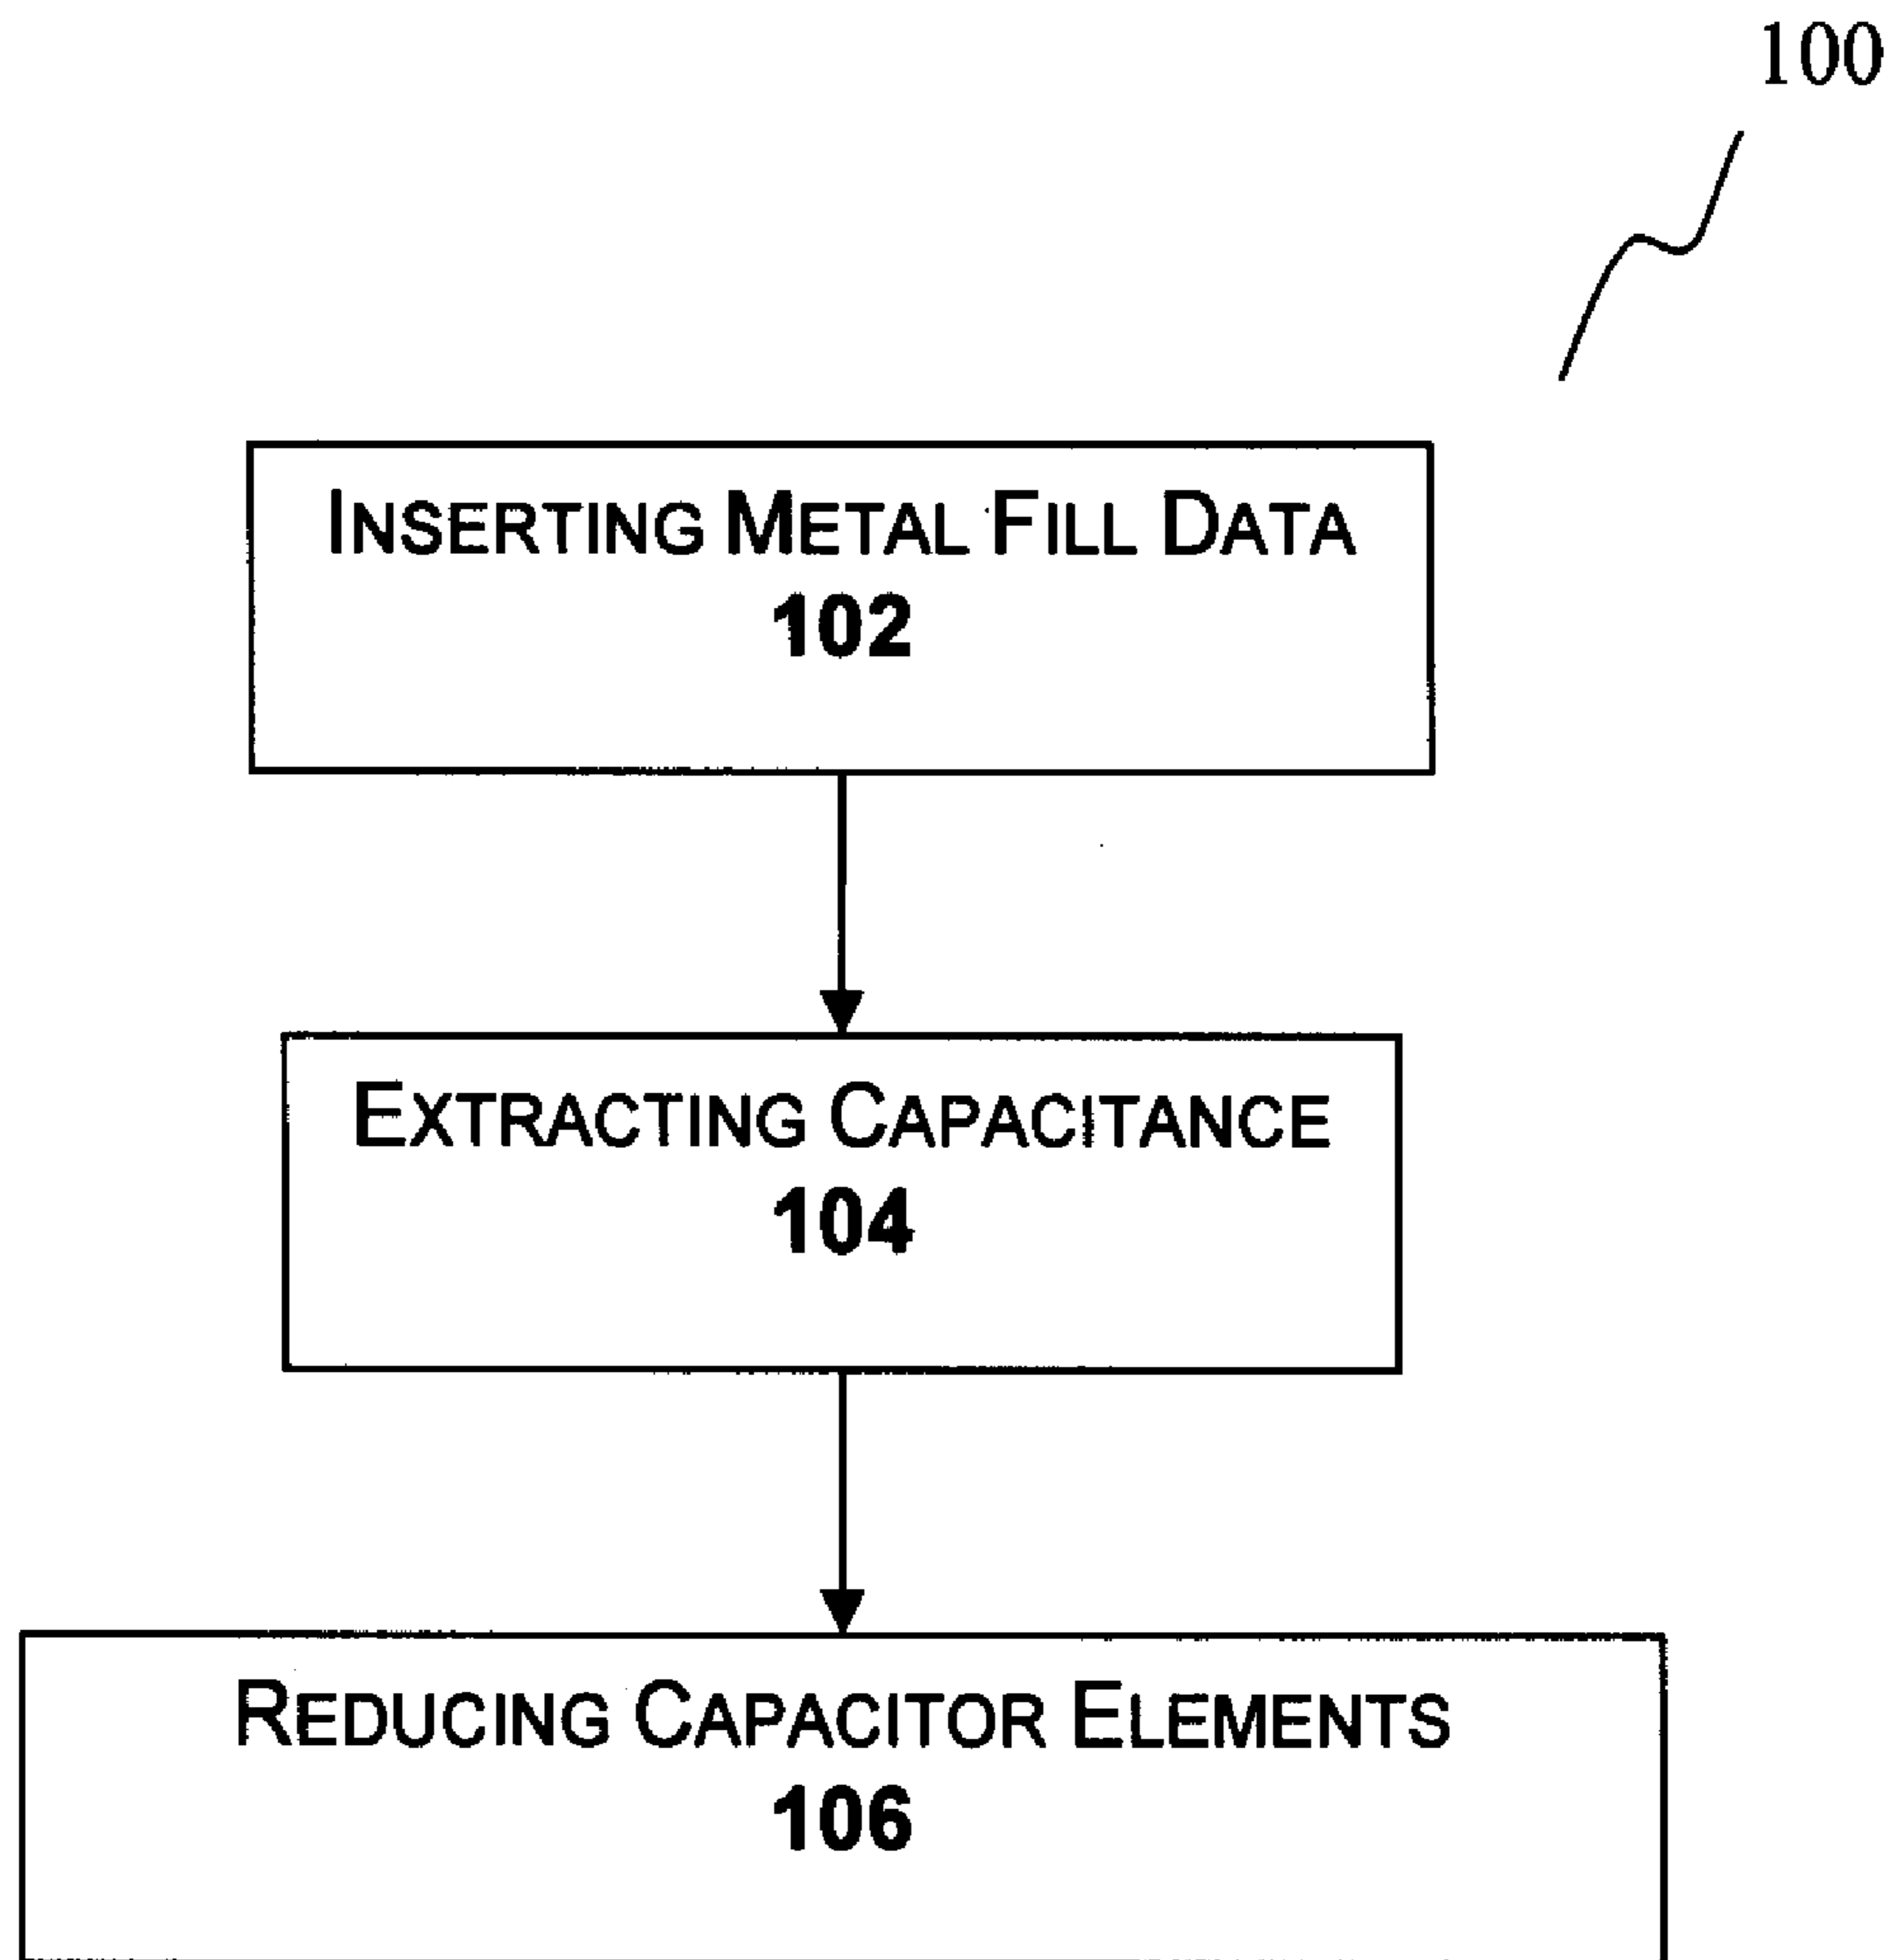 100
INSERTING METAL FILL DATA
102
EXTRACTING CAPACITANCE
104
REDUCING CAPACITOR ELEMENTS
106